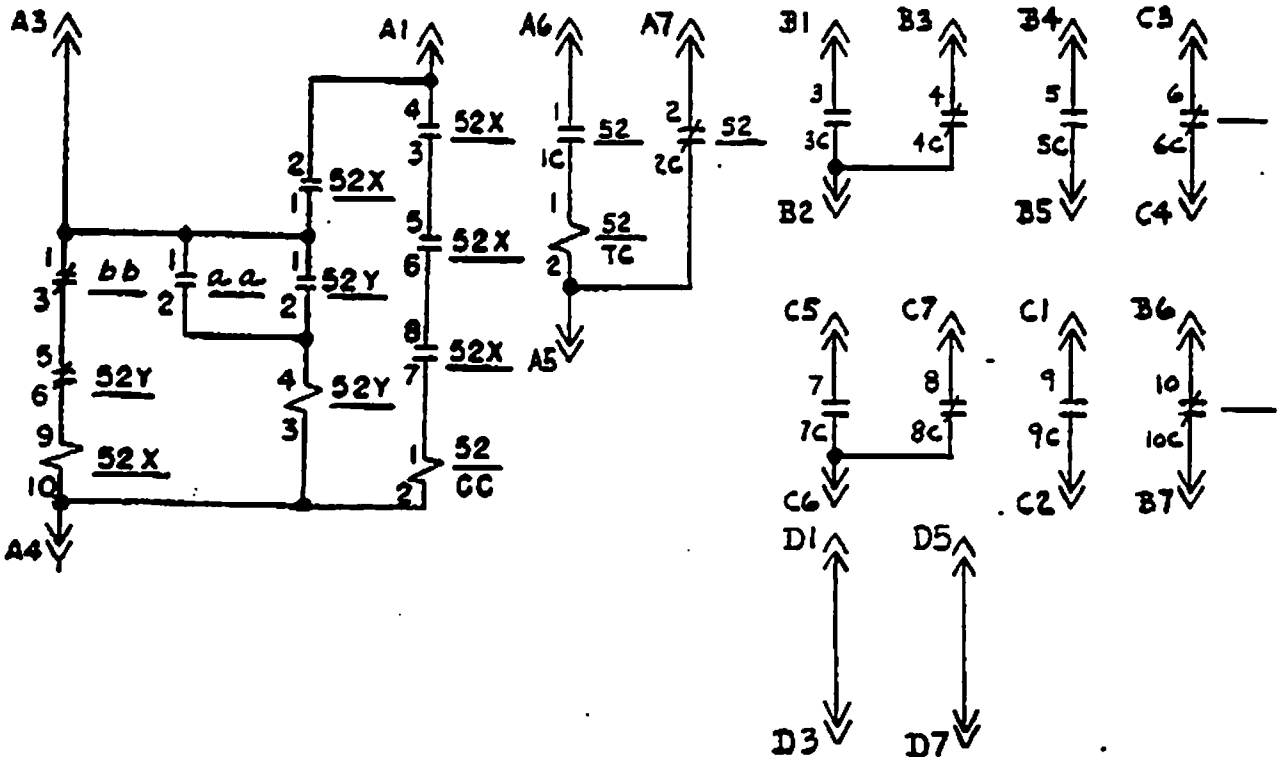 A3 A1 A6 A7 B1 B3 B4 C3
4 52X 3
1 52 1C
2 52 2C
3 3C
4 4C
5 5C
6 6C
2 52X 1
1 52 TC 2
B2 B5 C4
1 bb 3
1 aa 2
1 52Y 2
5 52X 6
A5
C5 C7 C1 B6
5 52Y 6
4 52Y 3
8 52X 7
7 7C
8 8C
9 9C
10 10C
9 52X 10
1 52 CC 2
C6 C2 B7
A4
D1 D5
D3 D7